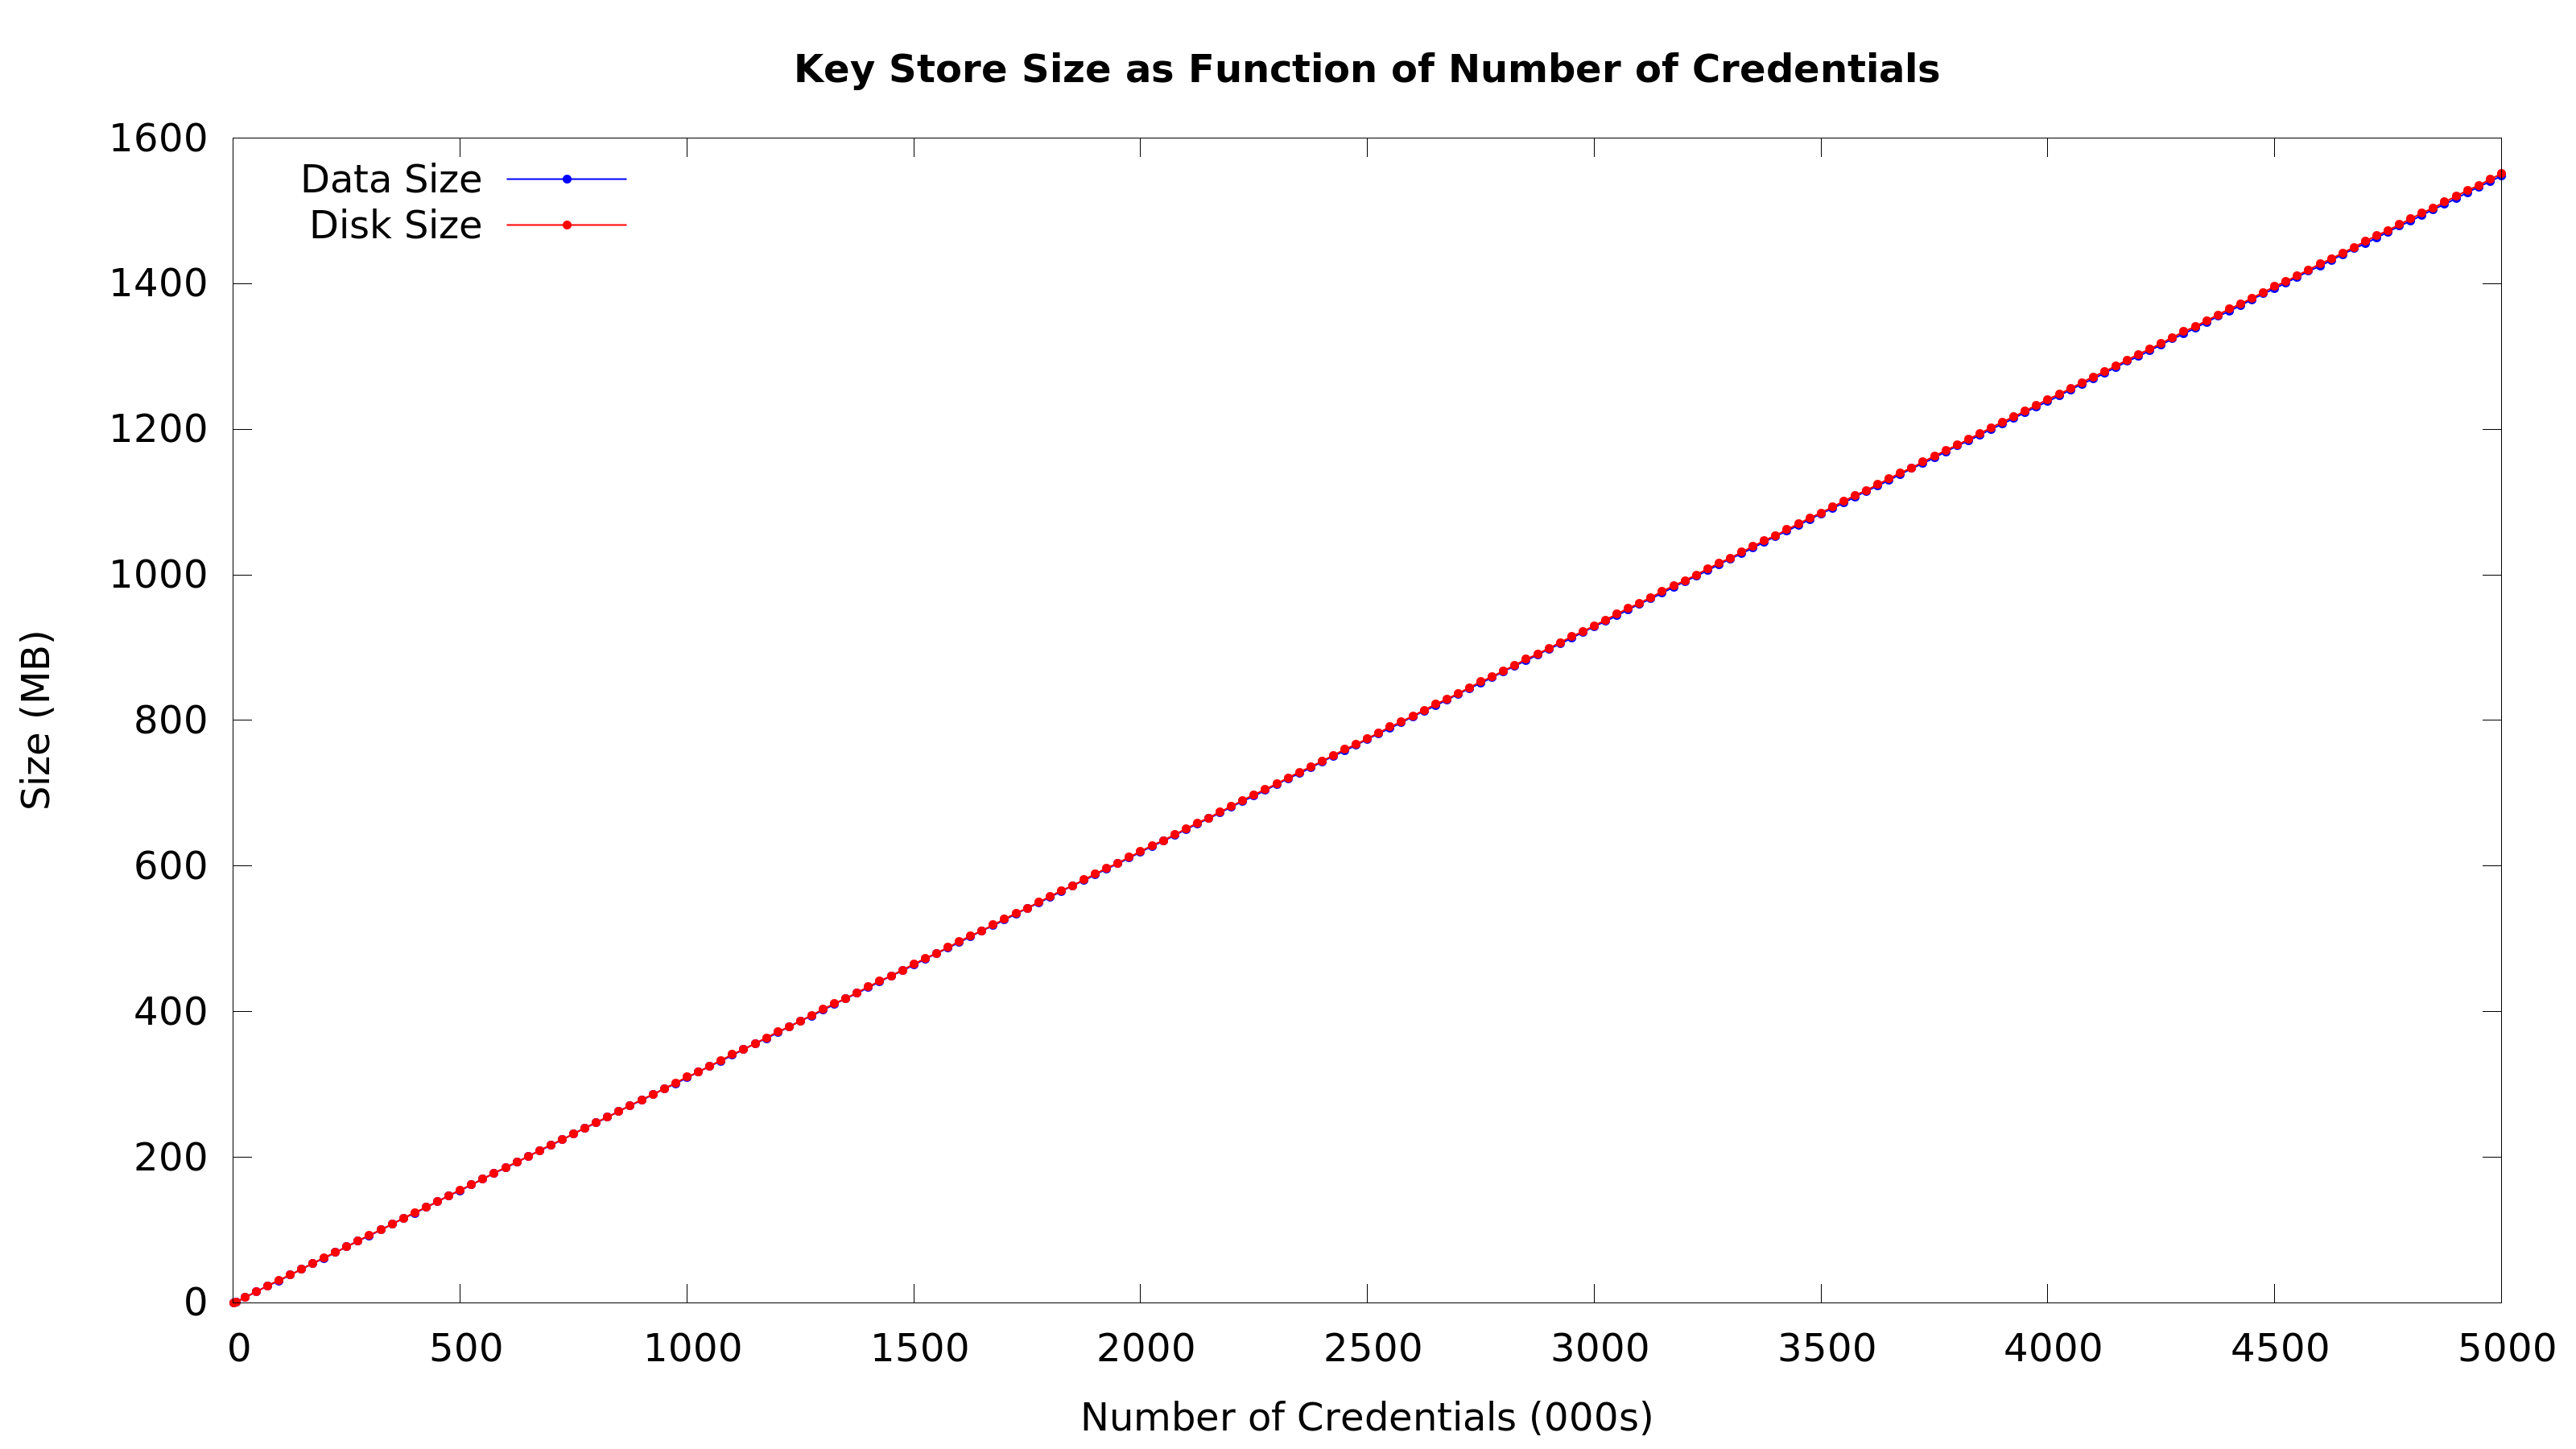 Key Store Size as Function of Number of Credentials
1600
1400
1200
1000
800
600
400
200
0
Data Size
Disk Size
Size (MB)
0 500 1000 1500 2000 2500 3000 3500 4000 4500 5000
Number of Credentials (000s)